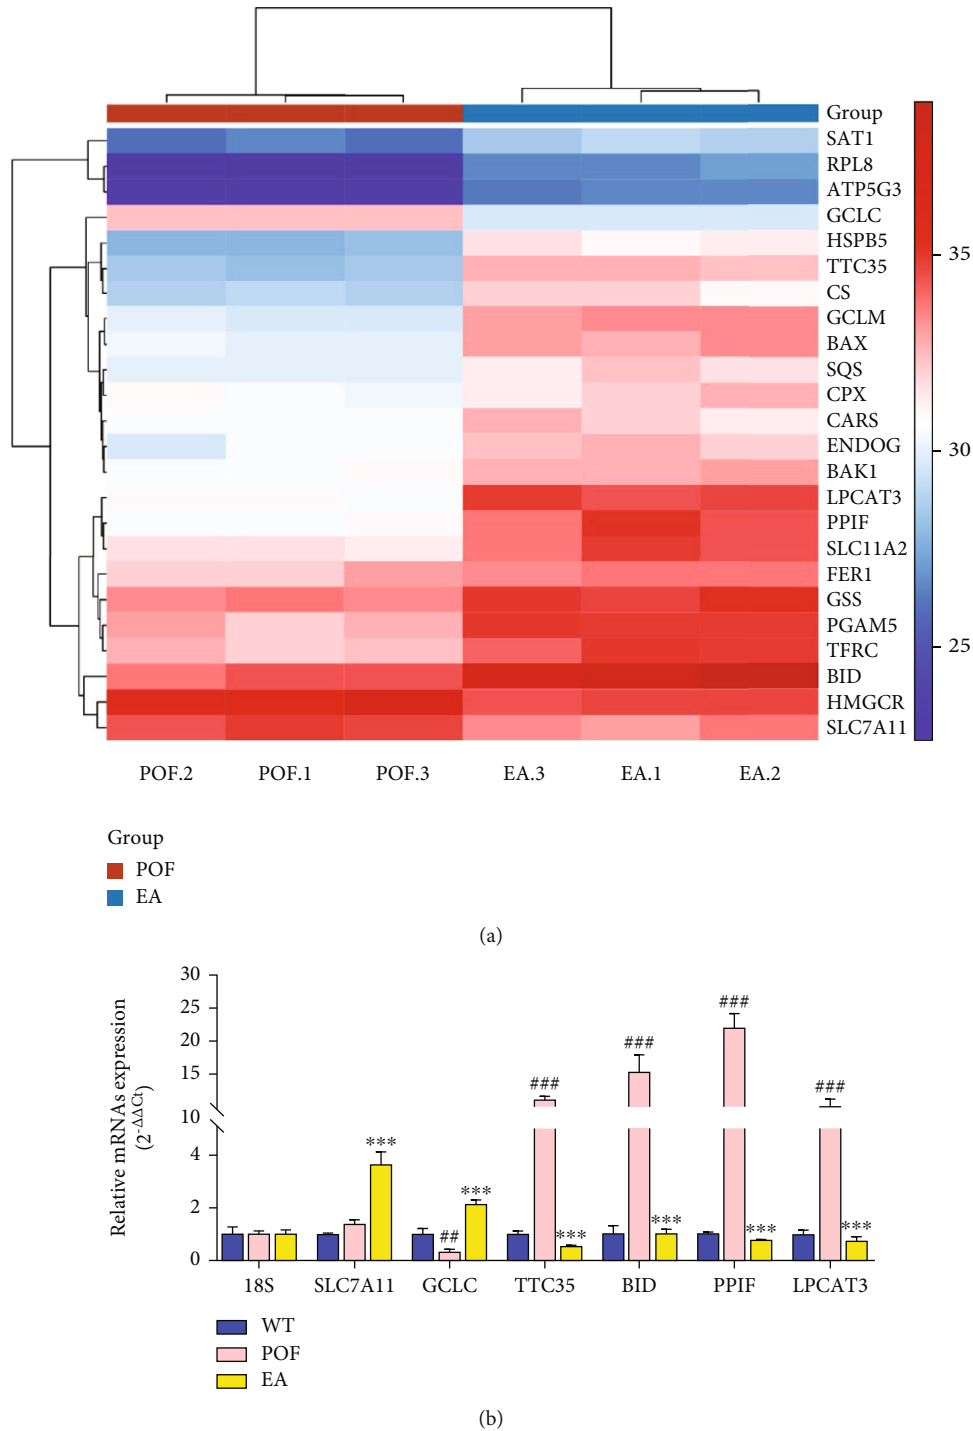 Group
SAT1
RPL8
ATP5G3
GCLC
HSPB5
TTC35
CS
GCLM
BAX
SQS
CPX
CARS
ENDOG
BAK1
LPCAT3
PPIF
SLC11A2
FER1
GSS
PGAM5
TFRC
BID
HMGCR
SLC7A11
35
30
25
POF.2 POF.1 POF.3 EA.3 EA.1 EA.2
Group
POF
EA
(a)
Relative mRNAs expression
(2-ΔΔCt)
30
25
20
15
10
4
2
0
***
##
***
###
***
###
***
###
***
###
***
18S SLC7A11 GCLC TTC35 BID PPIF LPCAT3
WT
POF
EA
(b)